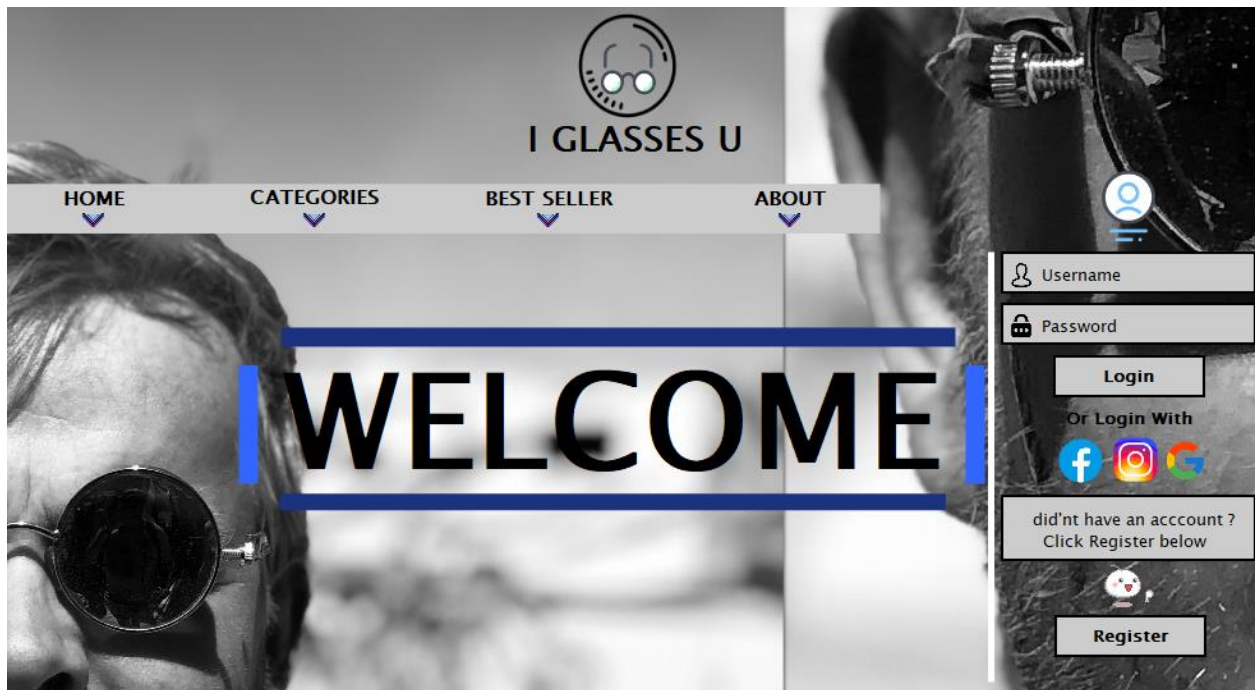 I GLASSES U
HOME
CATEGORIES
BEST SELLER
ABOUT
WELCOME
Username
Password
Login
Or Login With
did'nt have an acccount ?
Click Register below
Register